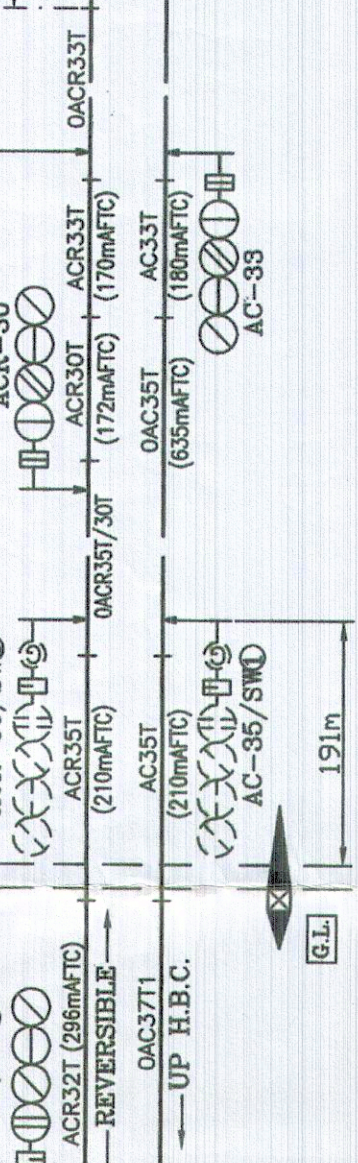 0ACR33T
ACR33T
(170mAFTC)
ACR30T
(172mAFTC)
0ACR35T/30T
ACR35T
(210mAFTC)
ACR32T (296mAFTC)
REVERSIBLE
AC33T
(180mAFTC)
0AC35T
(635mAFTC)
AC35T
(210mAFTC)
0AC37T1
UP H.B.C.
AC-33
AC-35/SW①
191m
G.L.